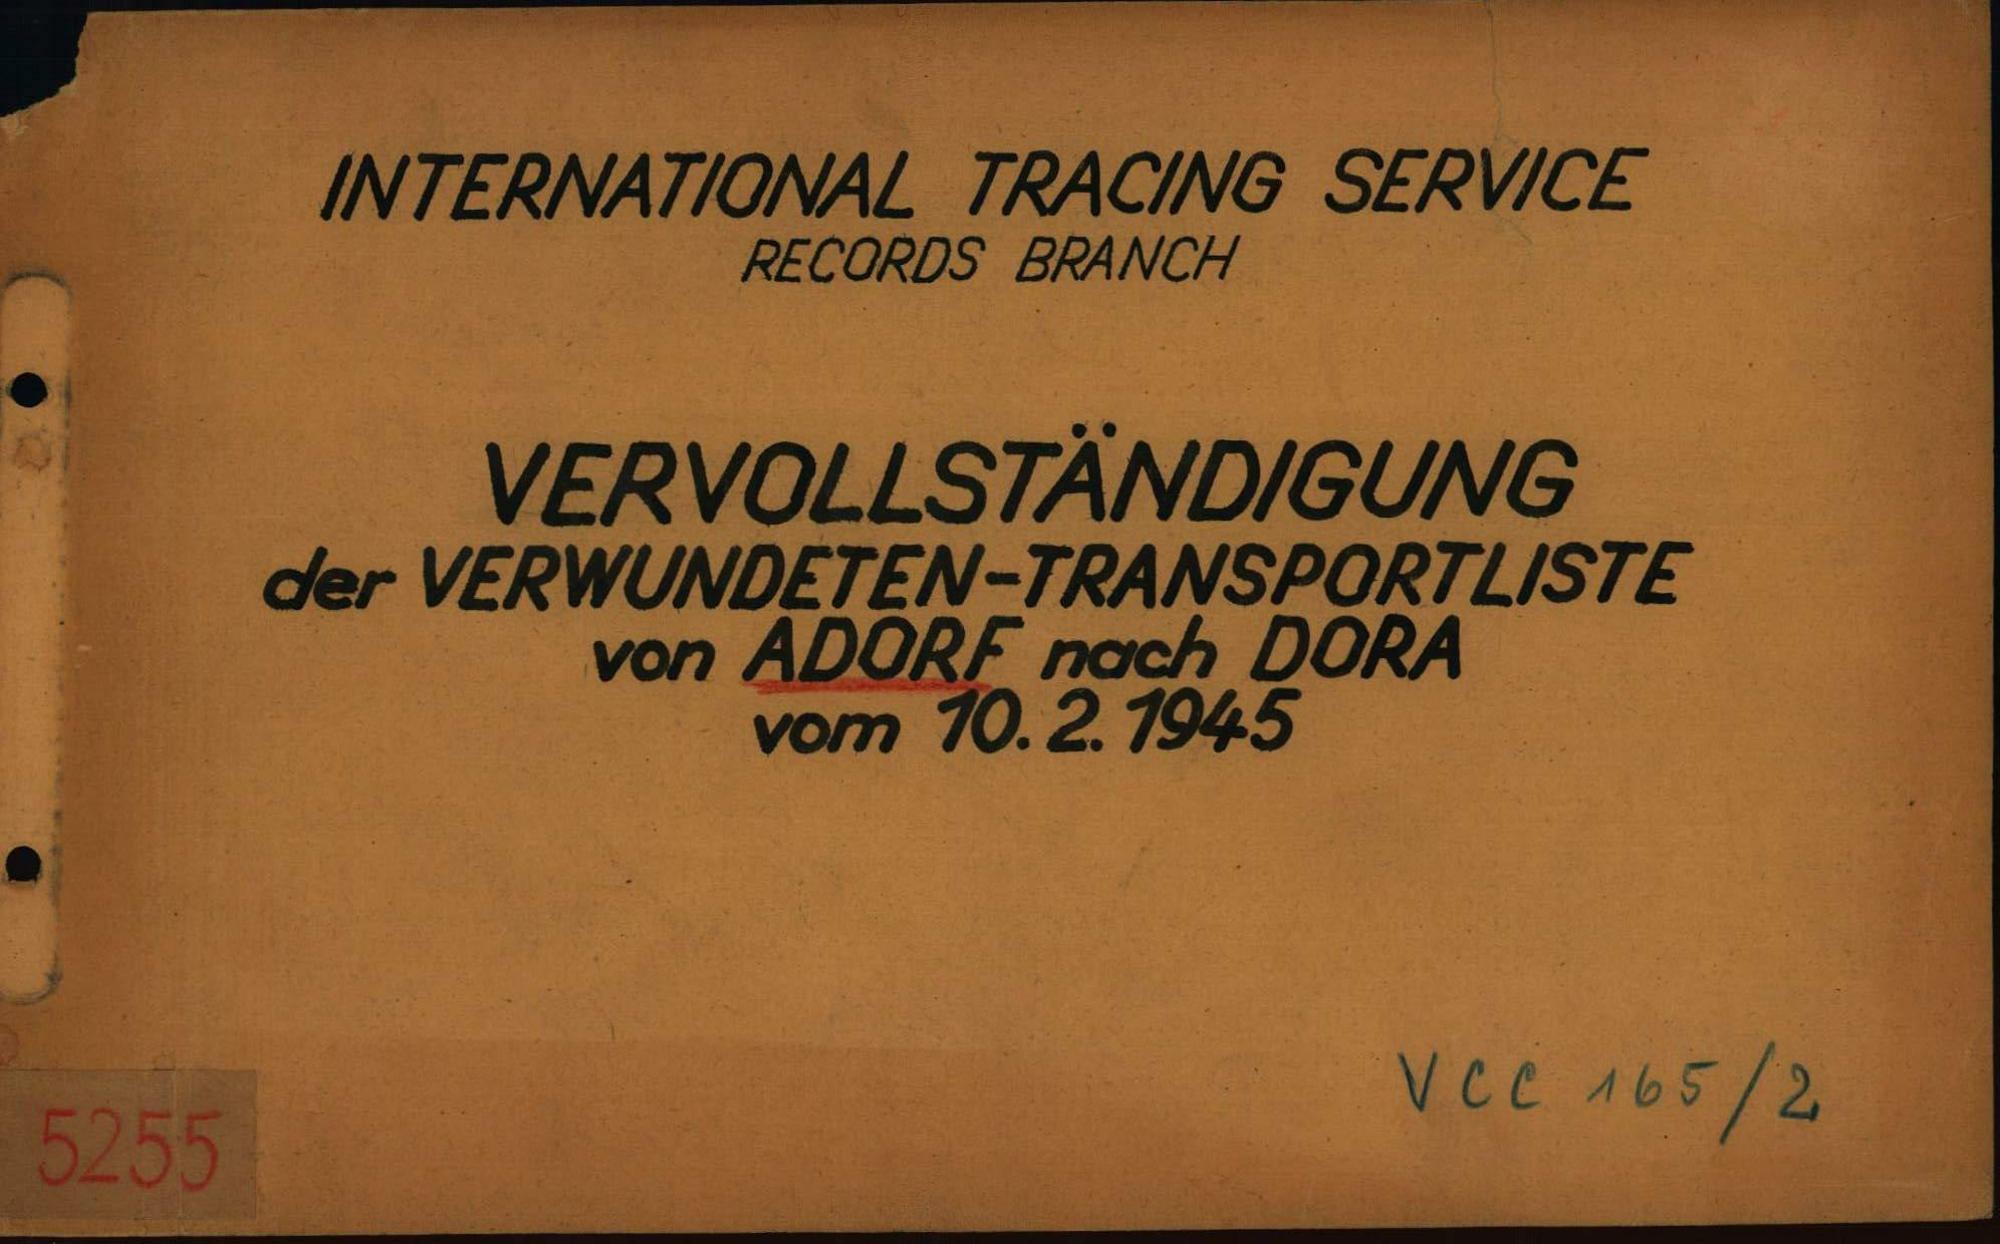 INTERNATIONAL TRACING SERVICE
RECORDS BRANCH
VERVOLLSTÄNDIGUNG
der VERWUNDETEN-TRANSPORTLISTE
von ADORF nach DORA
vom 10.2.1945
VCC 165/2
5255